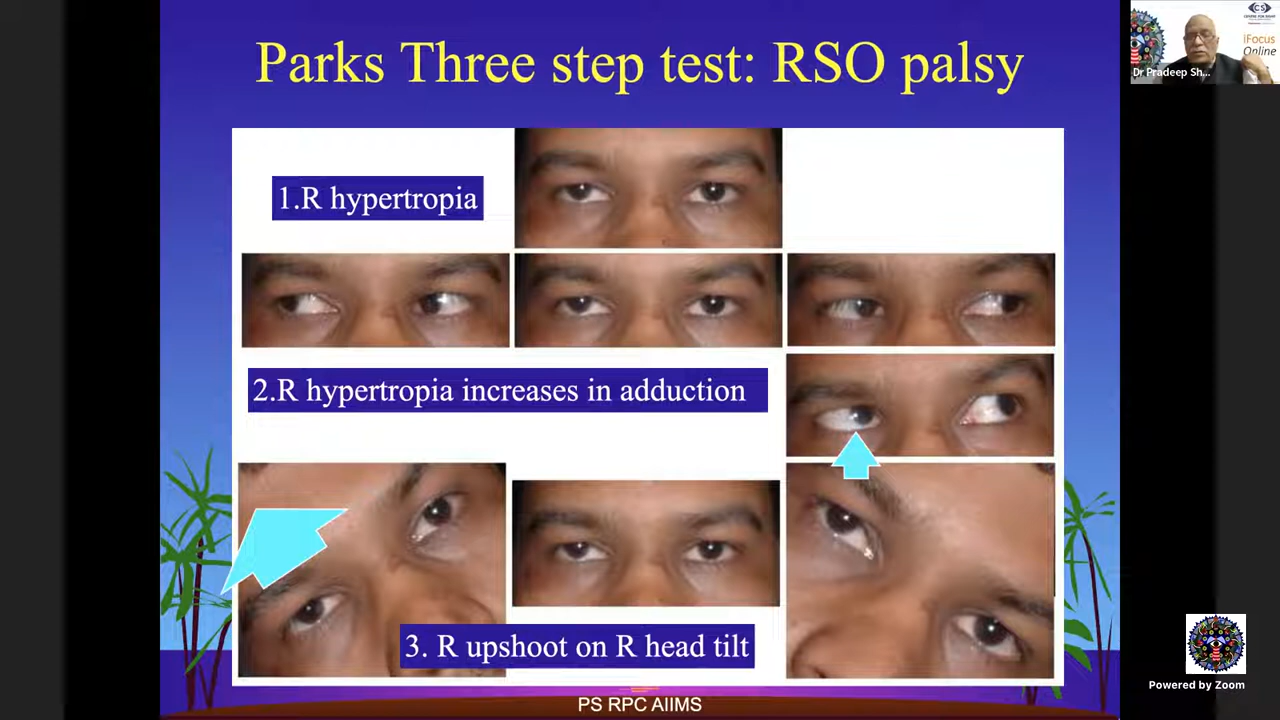 Parks Three step test: RSO palsy
1.R hypertropia
2.R hypertropia increases in adduction
3. R upshoot on R head tilt
PS RPC AIIMS
Dr Pradeep Sh...
CS
iFocus
Online
Powered by Zoom